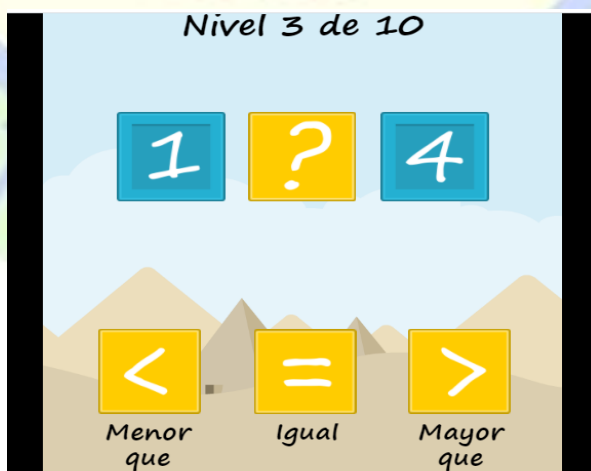 Nivel 3 de 10
1 ? 4
< = >
Menor que
Igual
Mayor que